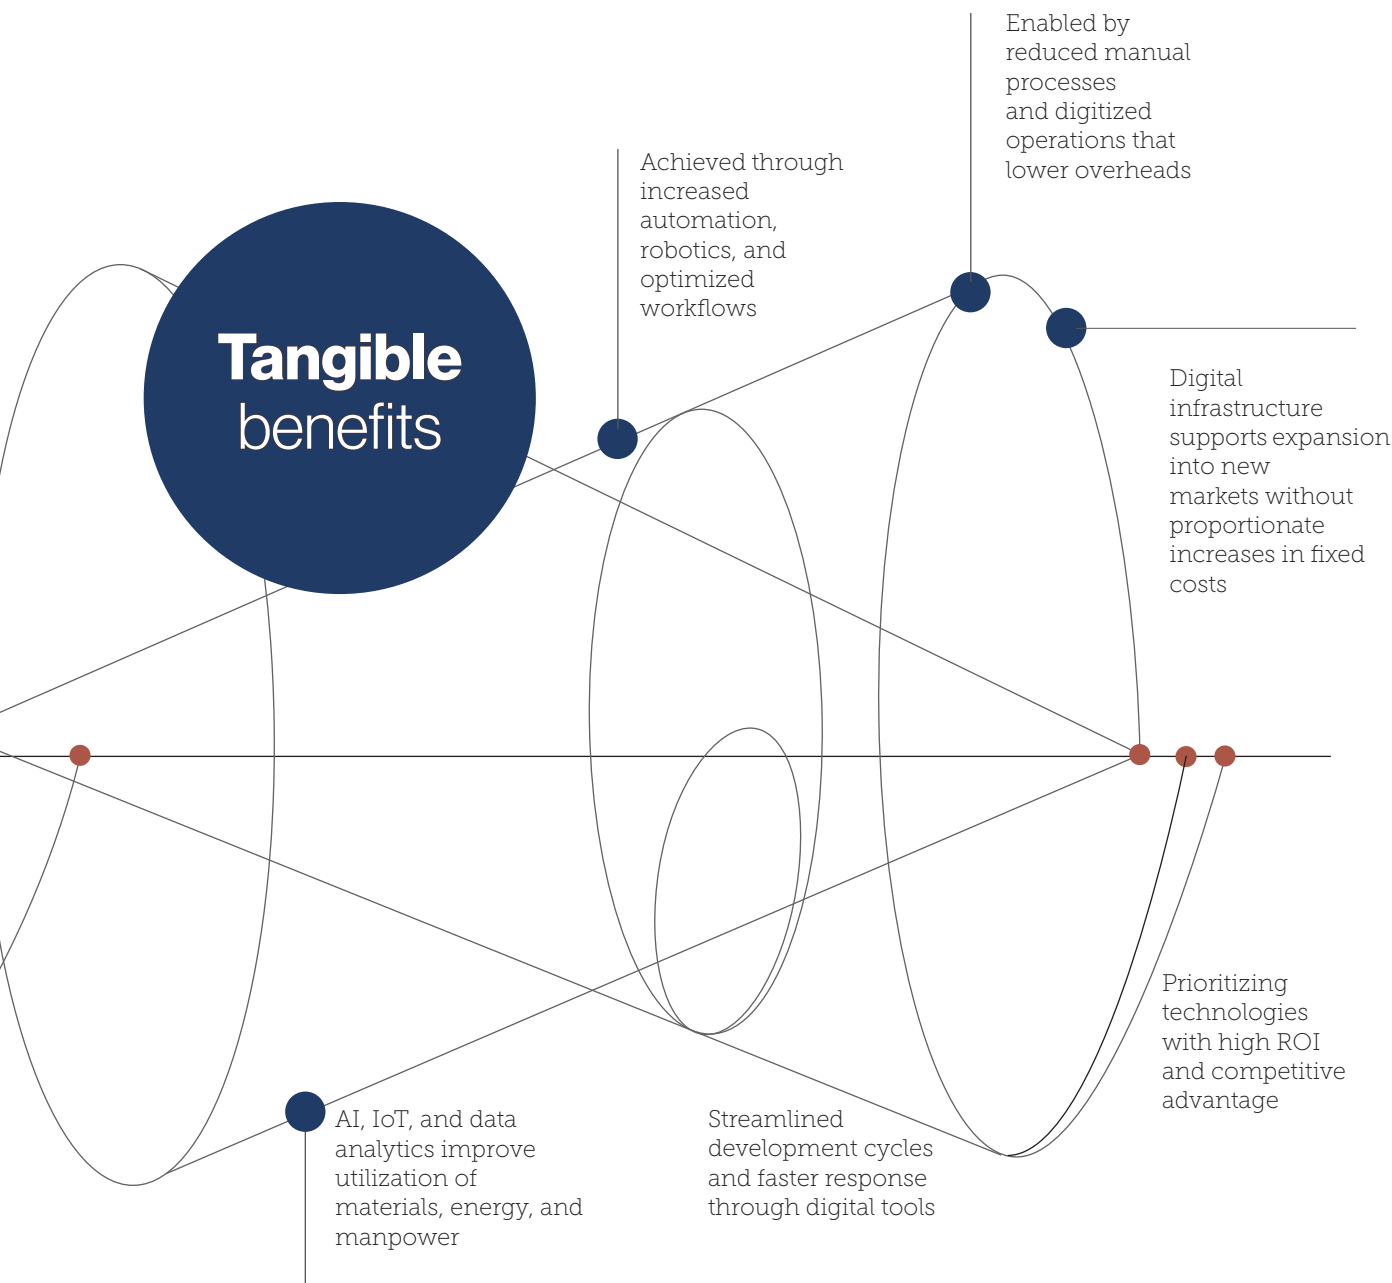 Enabled by
reduced manual
processes
and digitized
operations that
lower overheads
Achieved through
increased
automation,
robotics, and
optimized
workflows
Tangible
benefits
Digital
infrastructure
supports expansion
into new
markets without
proportionate
increases in fixed
costs
Prioritizing
technologies
with high ROI
and competitive
advantage
AI, IoT, and data
analytics improve
utilization of
materials, energy, and
manpower
Streamlined
development cycles
and faster response
through digital tools